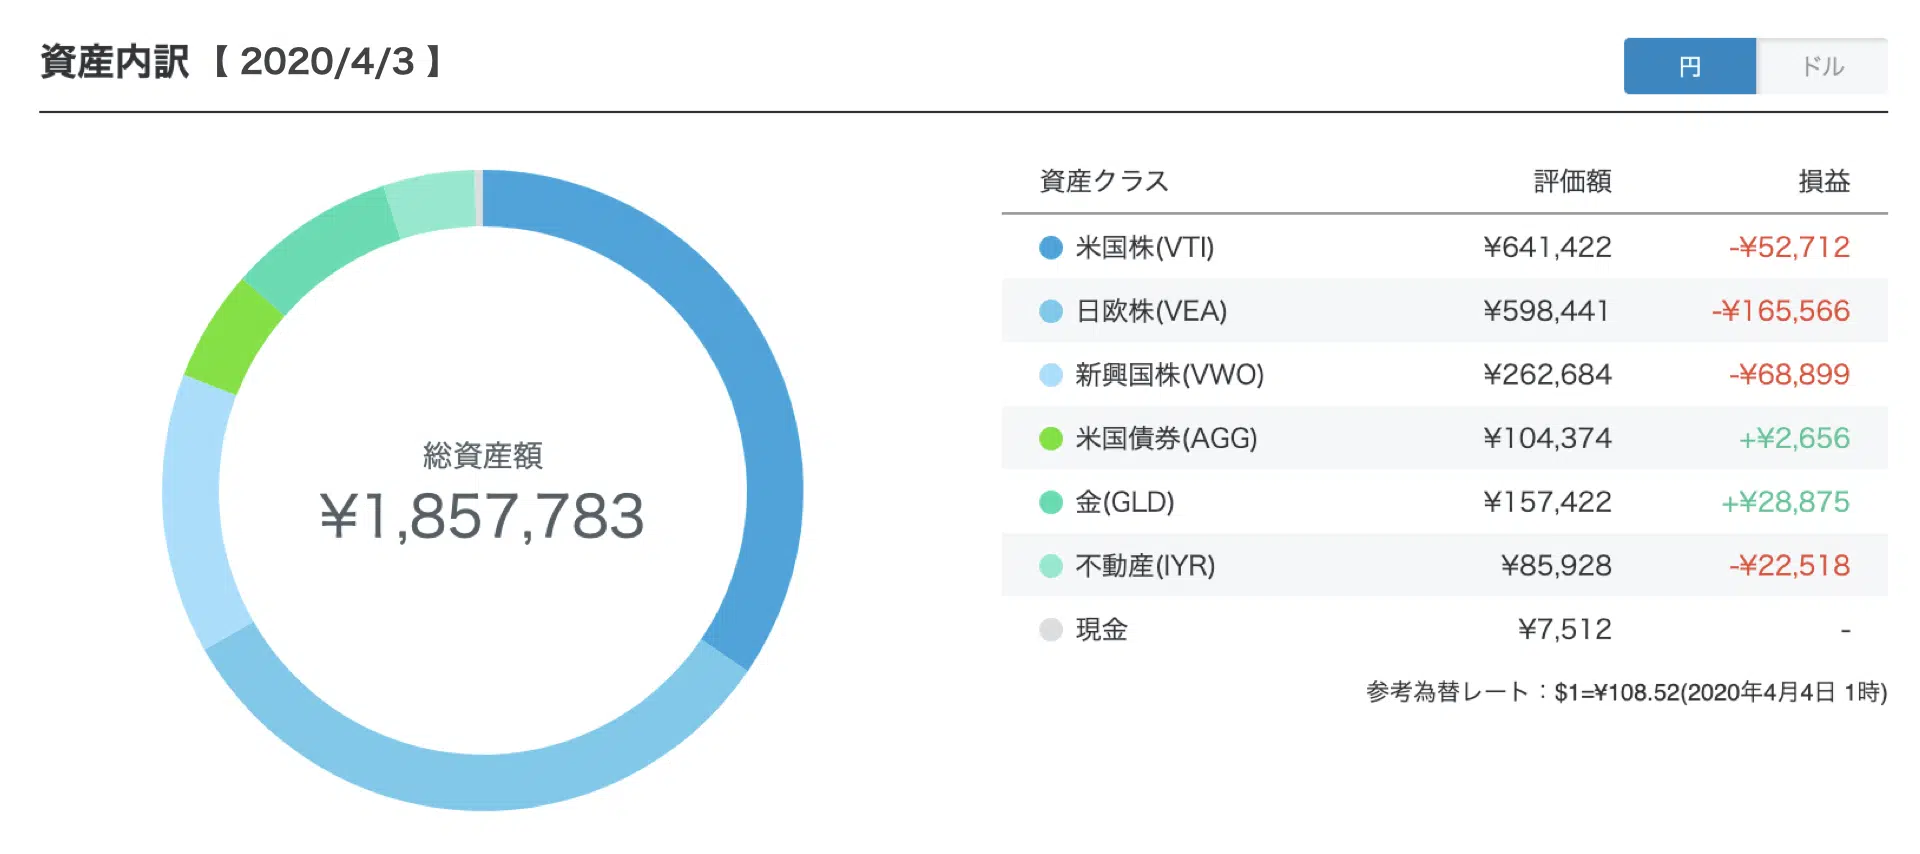 資産内訳【 2020/4/3 】
円 ドル
総資産額
¥1,857,783
資産クラス 評価額 損益
米国株(VTI) ¥641,422 -¥52,712
日欧株(VEA) ¥598,441 -¥165,566
新興国株(VWO) ¥262,684 -¥68,899
米国債券(AGG) ¥104,374 +¥2,656
金(GLD) ¥157,422 +¥28,875
不動産(IYR) ¥85,928 -¥22,518
現金 ¥7,512 -
参考為替レート：$1=¥108.52(2020年4月4日 1時)